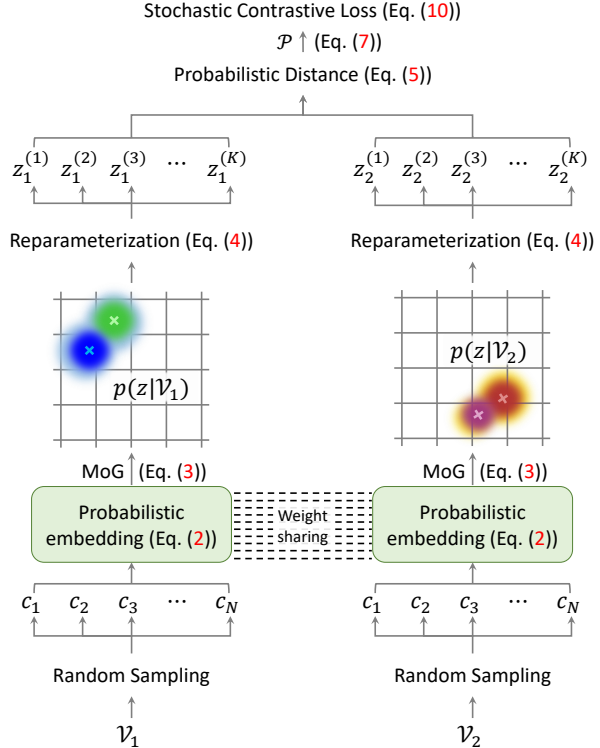 Stochastic Contrastive Loss (Eq. (10))
𝒫 (Eq. (7))
Probabilistic Distance (Eq. (5))
z_1^{(1)} z_1^{(2)} z_1^{(3)} ⋯ z_1^{(K)} z_2^{(1)} z_2^{(2)} z_2^{(3)} ⋯ z_2^{(K)}
Reparameterization (Eq. (4)) Reparameterization (Eq. (4))
p(z|𝒱_1) p(z|𝒱_2)
MoG (Eq. (3)) MoG (Eq. (3))
Probabilistic Probabilistic
embedding (Eq. (2)) Weight embedding (Eq. (2))
sharing
c_1 c_2 c_3 ⋯ c_N c_1 c_2 c_3 ⋯ c_N
Random Sampling Random Sampling
𝒱_1 𝒱_2